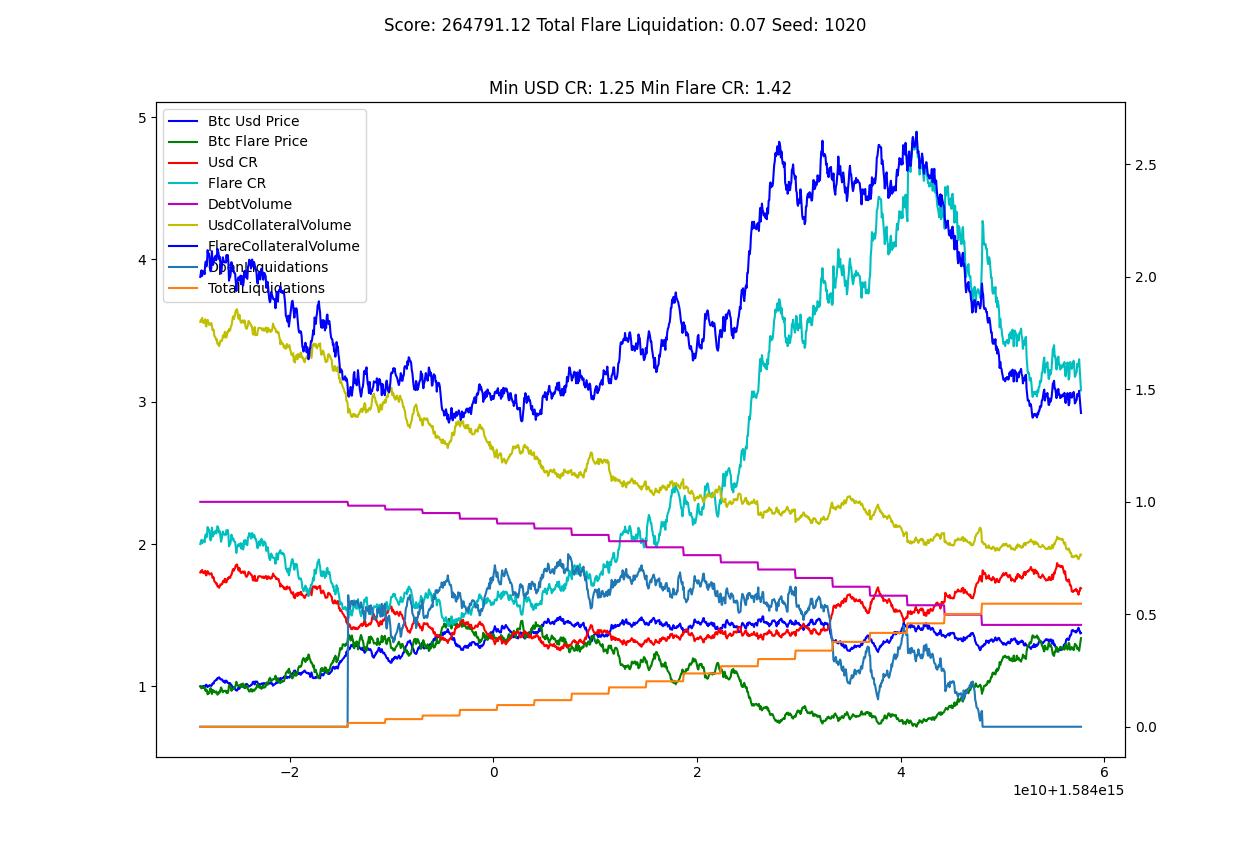 Score: 264791.12 Total Flare Liquidation: 0.07 Seed: 1020
Min USD CR: 1.25 Min Flare CR: 1.42
Btc Usd Price
Btc Flare Price
Usd CR
Flare CR
DebtVolume
UsdCollateralVolume
FlareCollateralVolume
OpenLiquidations
TotalLiquidations
5
4
3
2
1
2.5
2.0
1.5
1.0
0.5
0.0
−2
0
2
4
6
1e10+1.584e15